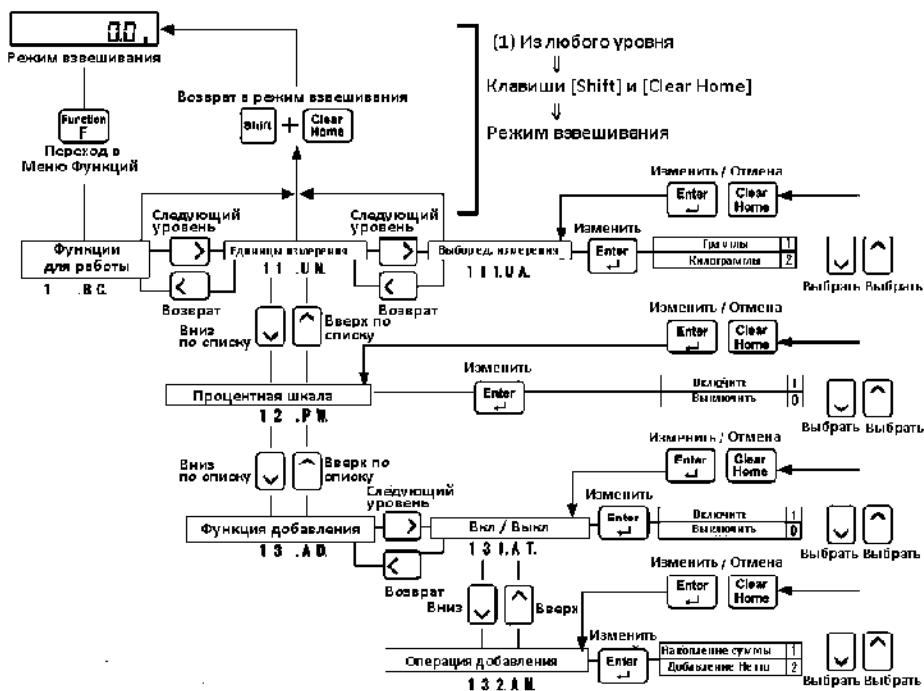 0.0
Режим взвешивания
(1) Из любого уровня
⇓
Клавиши [Shift] и [Clear Home]
⇓
Режим взвешивания
Возврат в режим взвешивания
Shift + Clear Home
Function F
Переход в
Меню Функций
Изменить / Отмена
Enter Clear Home
Следующий
уровень
Следующий
уровень
Изменить
Функции
для работы
Единицы измерения
Выбор ед. измерения
Enter
Граммы 1
Килограммы 2
1 .B.G.
1 1 .U N.
1 1 1.U A.
Возврат
Возврат
Выбрать Выбрать
Вниз
по списку
Вверх по
списку
Изменить / Отмена
Enter Clear Home
Изменить
Процентная шкала
Enter
Включить 1
Выключить 0
1 2 .P W.
Выбрать Выбрать
Вниз
по списку
Вверх по
списку
Изменить / Отмена
Enter Clear Home
Следующий
уровень
Изменить
Функция добавления
Вкл / Выкл
Enter
Включить 1
Выключить 0
1 3 .A D.
1 3 1.A T.
Выбрать Выбрать
Возврат
Вниз
Вверх
Изменить / Отмена
Enter Clear Home
Изменить
Операция добавления
Enter
Накопление суммы 1
Добавление Нетто 2
1 3 2.A M.
Выбрать Выбрать